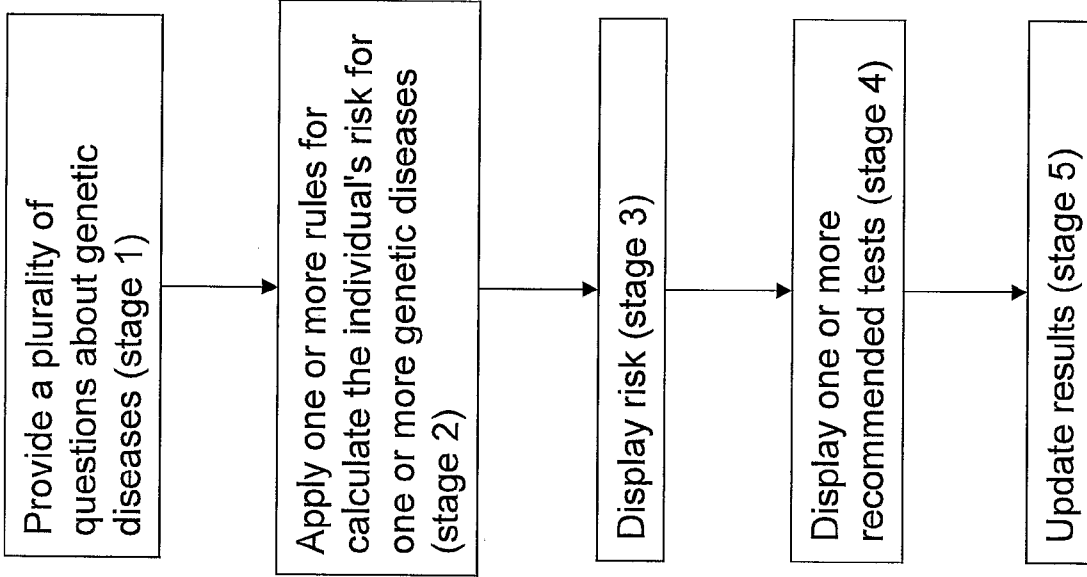 Provide a plurality of
questions about genetic
diseases (stage 1)
Apply one or more rules for
calculate the individual's risk for
one or more genetic diseases
(stage 2)
Display risk (stage 3)
Display one or more
recommended tests (stage 4)
Update results (stage 5)